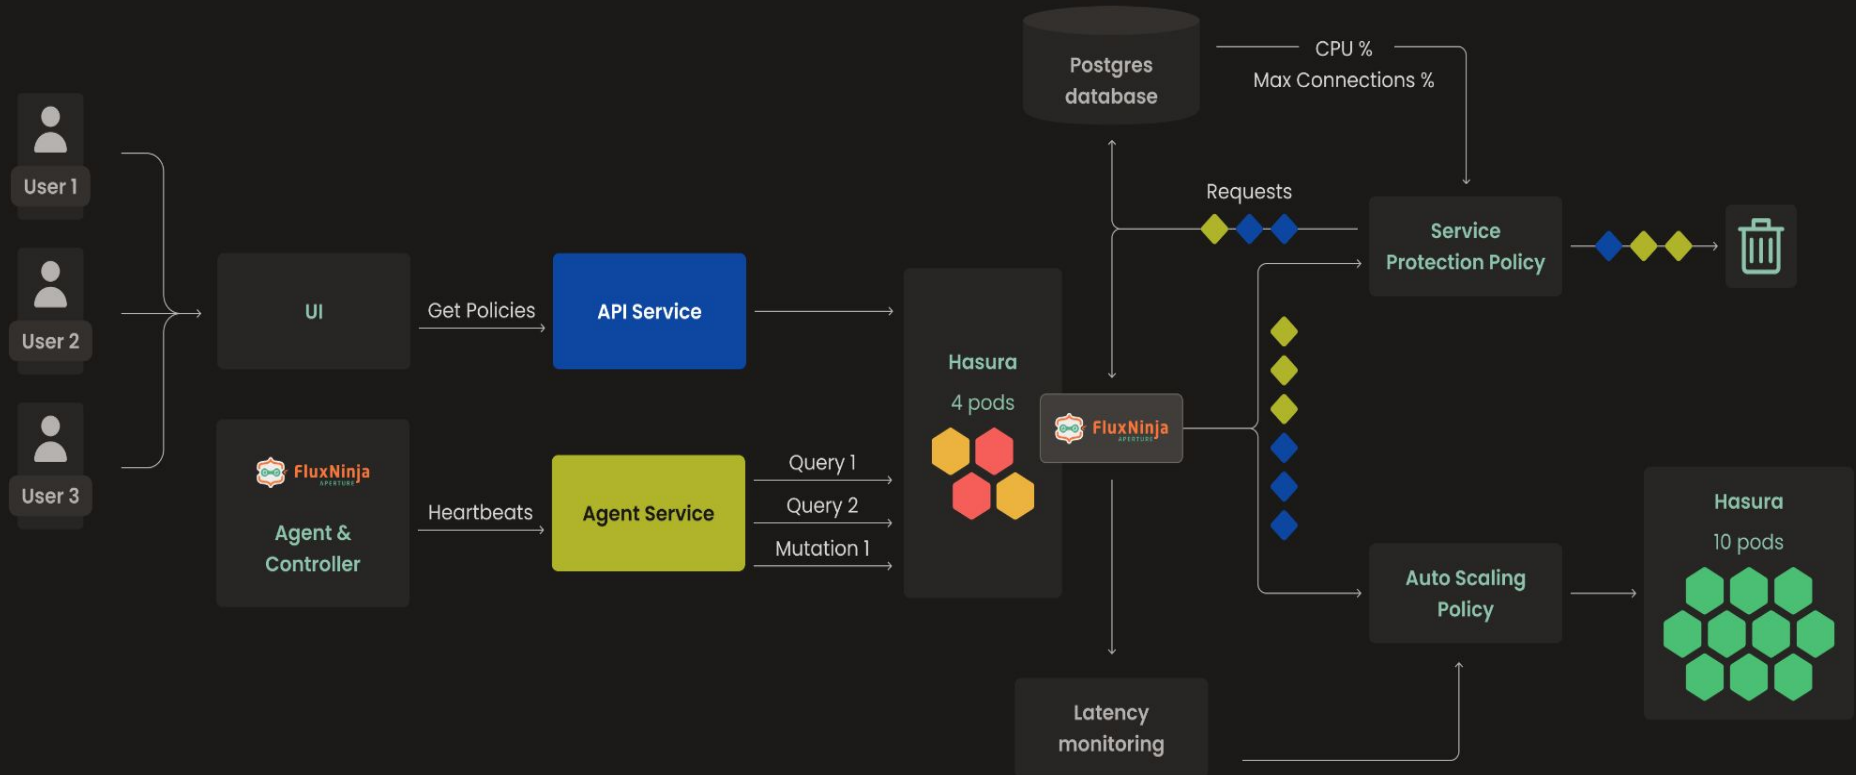 User 1
User 2
User 3
UI
Get Policies
API Service
FluxNinja
APERTURE
Agent &
Controller
Heartbeats
Agent Service
Query 1
Query 2
Mutation 1
Hasura
4 pods
FluxNinja
APERTURE
Postgres
database
CPU %
Max Connections %
Requests
Service
Protection Policy
Auto Scaling
Policy
Latency
monitoring
Hasura
10 pods